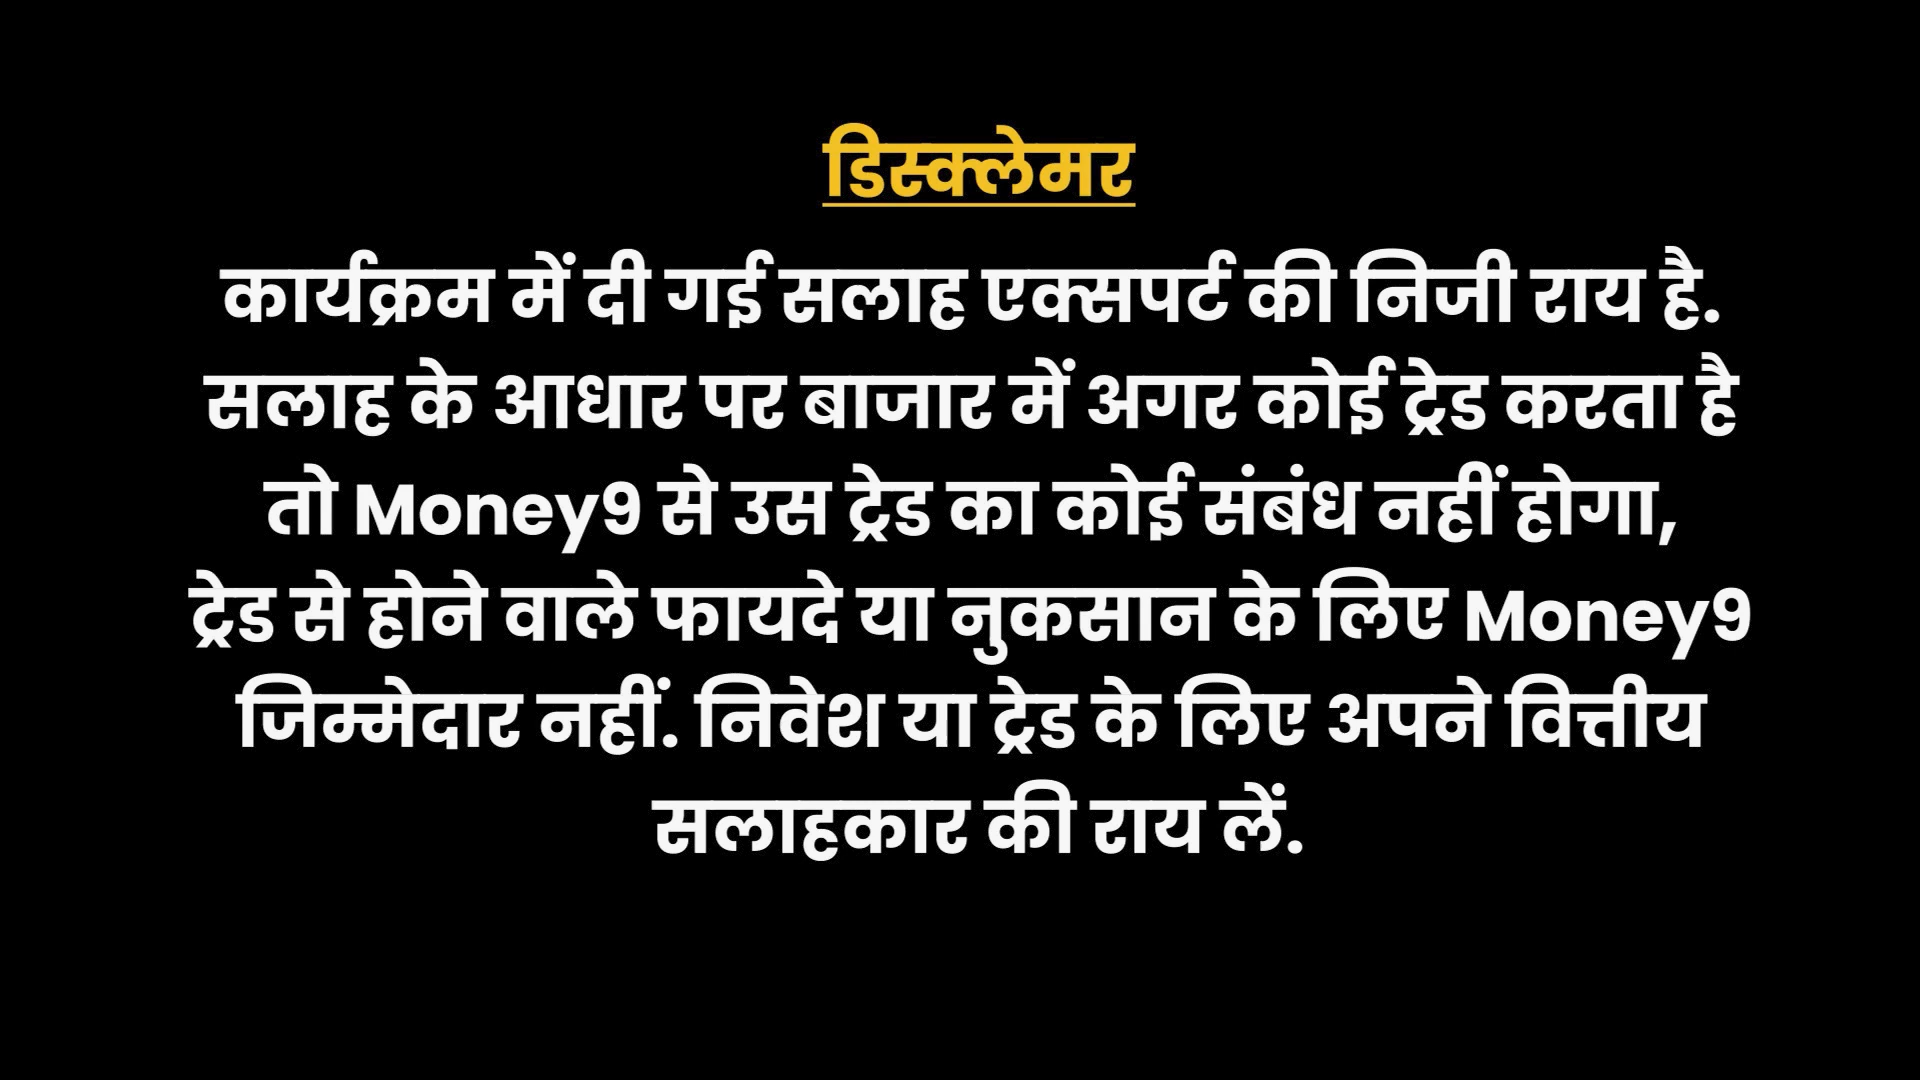 डिस्क्लेमर
कार्यक्रम में दी गई सलाह एक्सपर्ट की निजी राय है.
सलाह के आधार पर बाजार में अगर कोई ट्रेड करता है
तो Money9 से उस ट्रेड का कोई संबंध नहीं होगा,
ट्रेड से होने वाले फायदे या नुकसान के लिए Money9
जिम्मेदार नहीं. निवेश या ट्रेड के लिए अपने वित्तीय
सलाहकार की राय लें.